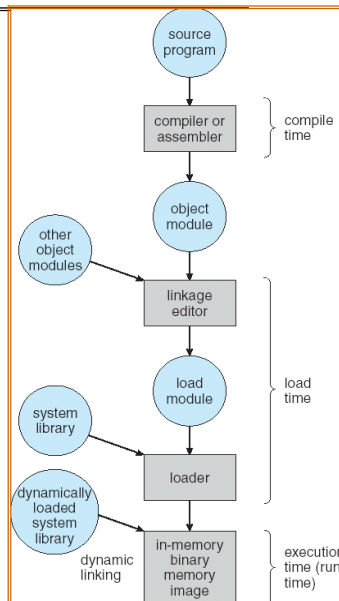 source
program
compiler or
assembler
compile
time
object
module
other
object
modules
linkage
editor
load
module
load
time
system
library
loader
dynamically
loaded
system
library
dynamic
linking
in-memory
binary
memory
image
execution
time (run
time)